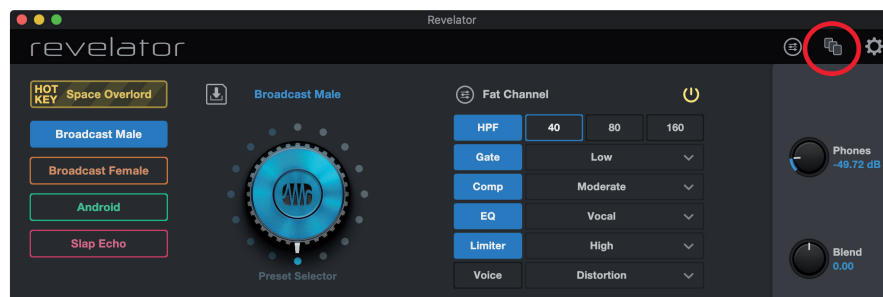 Revelator
revelator
HOT KEY Space Overlord
Broadcast Male
Broadcast Female
Android
Slap Echo
Broadcast Male
Preset Selector
Fat Channel
HPF 40 80 160
Gate Low
Comp Moderate
EQ Vocal
Limiter High
Voice Distortion
Phones
-49.72 dB
Blend
0.00